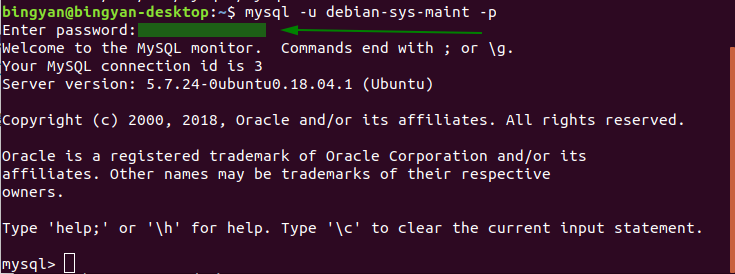 bingyan@bingyan-desktop:~$ mysql -u debian-sys-maint -p
Enter password:
Welcome to the MySQL monitor.  Commands end with ; or \g.
Your MySQL connection id is 3
Server version: 5.7.24-0ubuntu0.18.04.1 (Ubuntu)
Copyright (c) 2000, 2018, Oracle and/or its affiliates. All rights reserved.
Oracle is a registered trademark of Oracle Corporation and/or its
affiliates. Other names may be trademarks of their respective
owners.
Type 'help;' or '\h' for help. Type '\c' to clear the current input statement.
mysql>